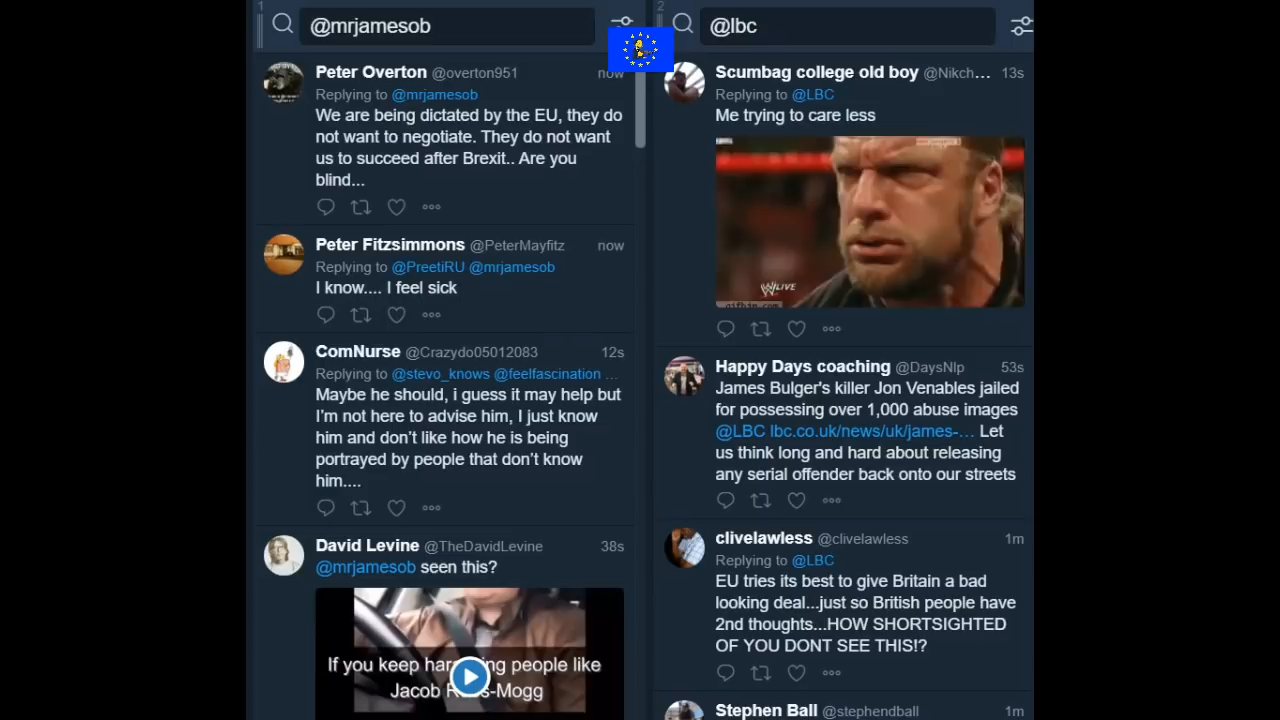 1
@mrjamesob
Peter Overton @overton951 now
Replying to @mrjamesob
We are being dictated by the EU, they do
not want to negotiate. They do not want
us to succeed after Brexit.. Are you
blind...
Peter Fitzsimmons @PeterMayfitz now
Replying to @PreetiRU @mrjamesob
I know.... I feel sick
ComNurse @Crazydo05012083 12s
Replying to @stevo_knows @feelfascination ...
Maybe he should, i guess it may help but
I'm not here to advise him, I just know
him and don't like how he is being
portrayed by people that don't know
him....
David Levine @TheDavidLevine 38s
@mrjamesob seen this?
people like
Jacob
2
@lbc
Scumbag college old boy @Nikch... 13s
Replying to @LBC
Me trying to care less
LIVE
Happy Days coaching @DaysNlp 53s
James Bulger's killer Jon Venables jailed
for possessing over 1,000 abuse images
@LBC lbc.co.uk/news/uk/james-... Let
us think long and hard about releasing
any serial offender back onto our streets
clivelawless @clivelawless 1m
Replying to @LBC
EU tries its best to give Britain a bad
looking deal...just so British people have
2nd thoughts...HOW SHORTSIGHTED
OF YOU DONT SEE THIS!?
Stephen Ball @stephendball 1m